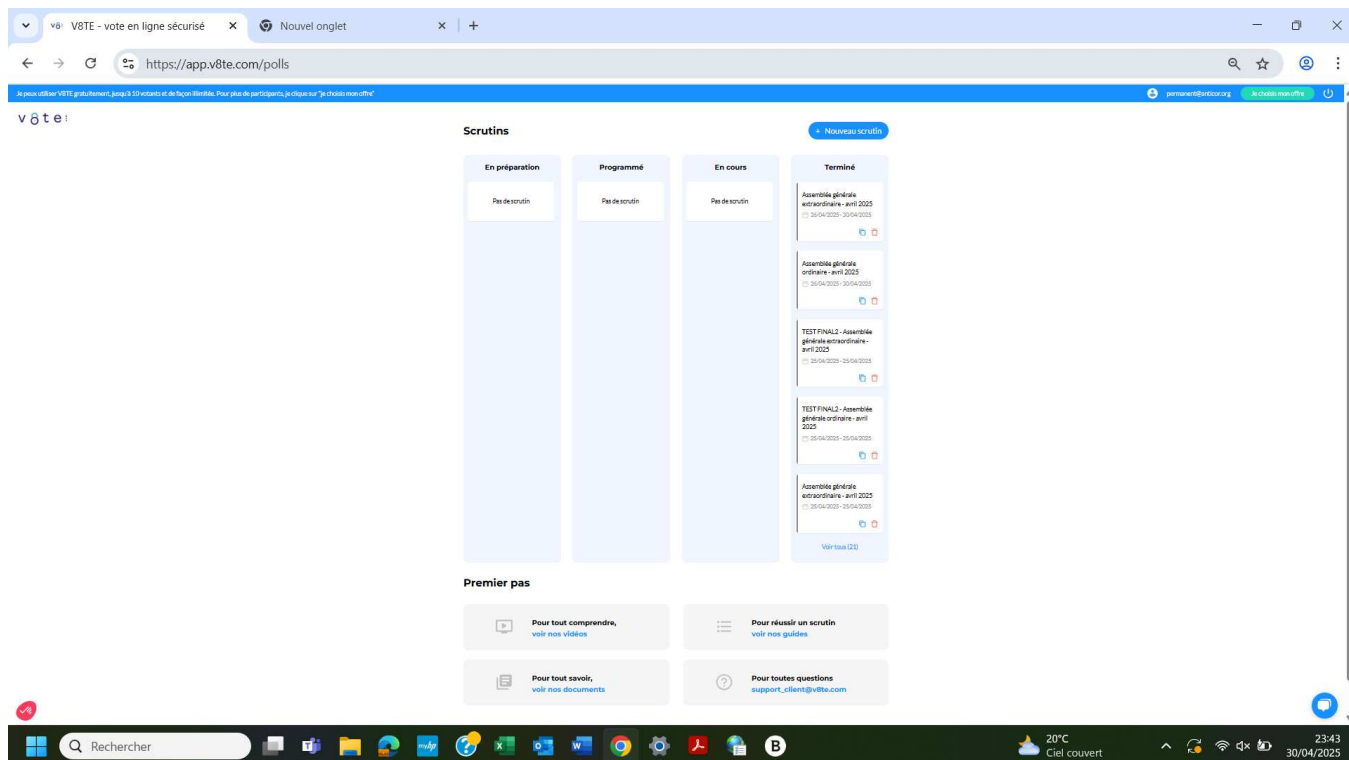 V8TE - vote en ligne sécurisé
Nouvel onglet
https://app.v8te.com/polls
Je peux utiliser V8TE gratuitement, jusqu'à 10 votants et de façon illimitée. Pour plus de participants, je clique sur "je choisis mon offre"
permanent@anticor.org
Je choisis mon offre
v8te
Scrutins
+ Nouveau scrutin
En préparation
Programmé
En cours
Terminé
Pas de scrutin
Pas de scrutin
Pas de scrutin
Assemblée générale
extraordinaire - avril 2025
26/04/2025 - 30/04/2025
Assemblée générale
ordinaire - avril 2025
26/04/2025 - 30/04/2025
TEST FINAL2 - Assemblée
générale extraordinaire -
avril 2025
25/04/2025 - 25/04/2025
TEST FINAL2 - Assemblée
générale ordinaire - avril
2025
25/04/2025 - 25/04/2025
Assemblée générale
extraordinaire - avril 2025
25/04/2025 - 25/04/2025
Voir tous (21)
Premier pas
Pour tout comprendre,
voir nos vidéos
Pour réussir un scrutin
voir nos guides
Pour tout savoir,
voir nos documents
Pour toutes questions
support_client@v8te.com
Rechercher
20°C
Ciel couvert
23:43
30/04/2025